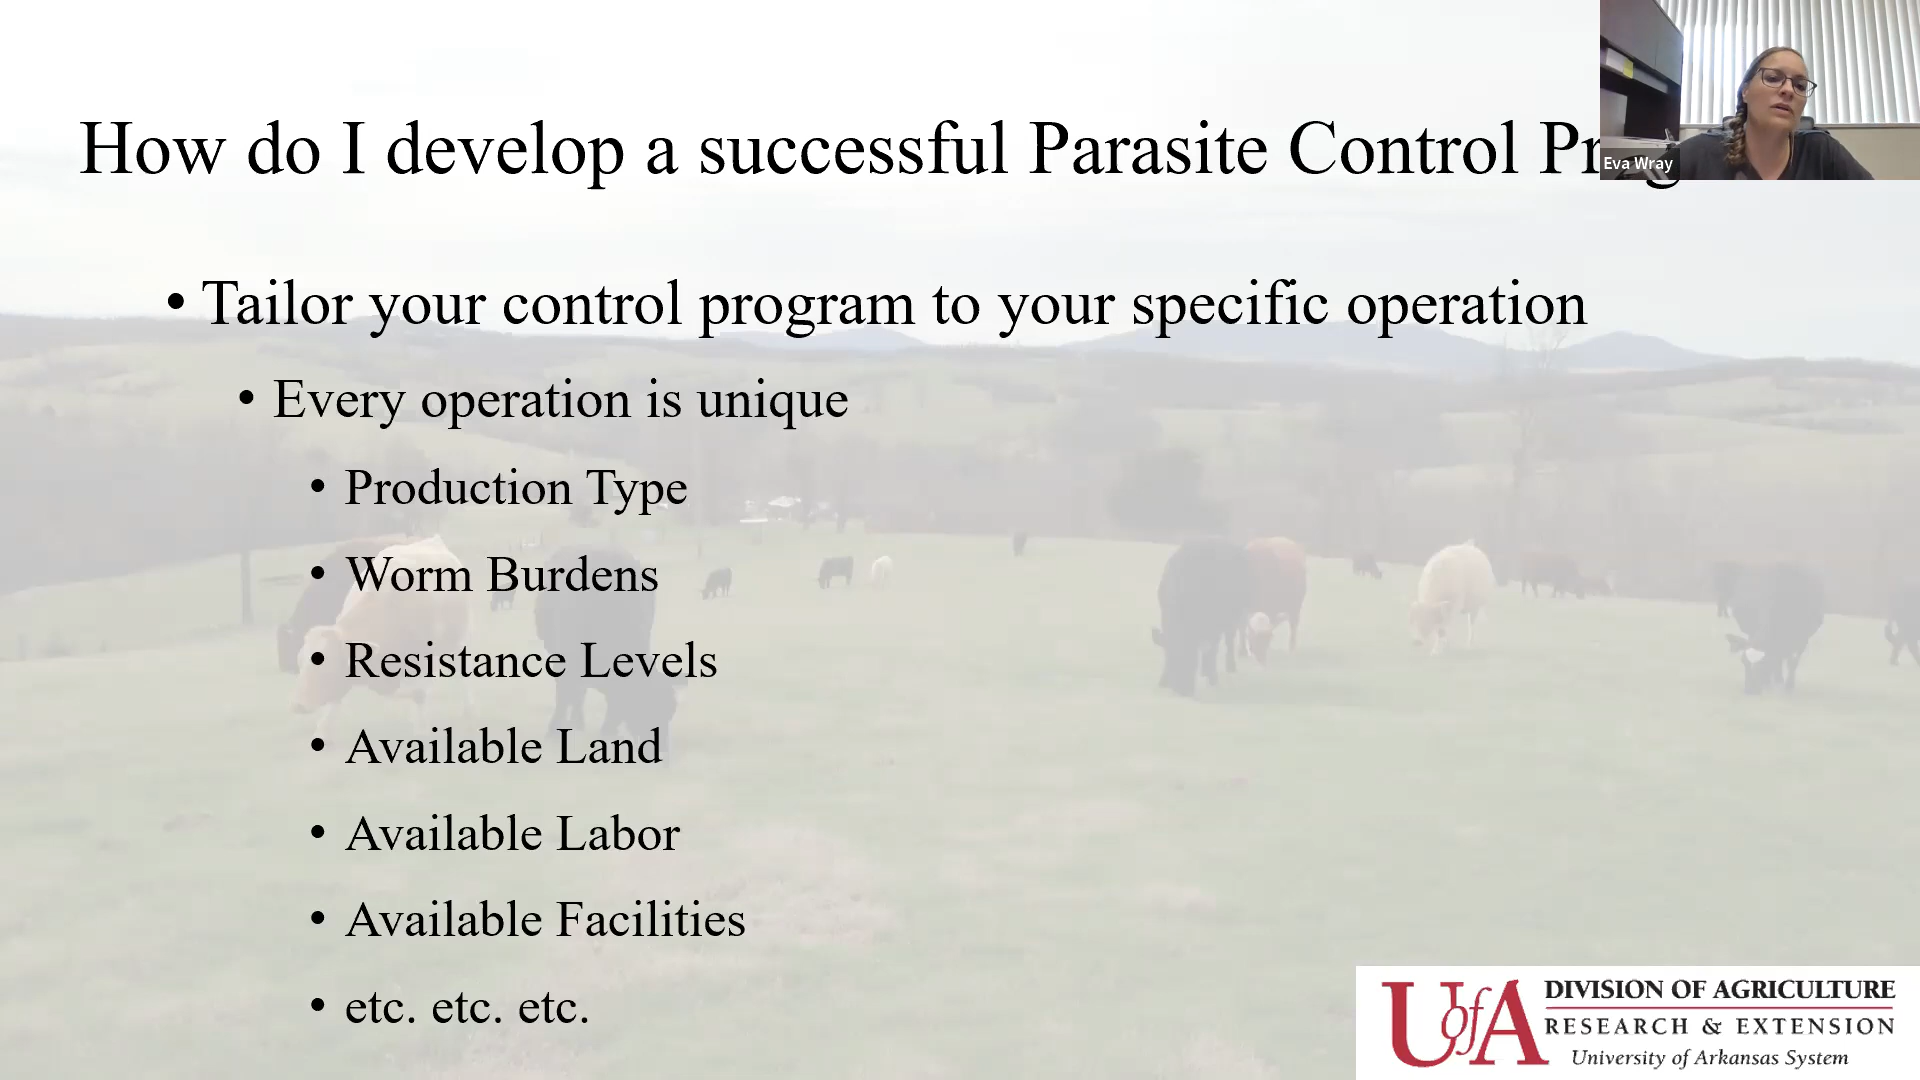 How do I develop a successful Parasite Control
Eva Wray
• Tailor your control program to your specific operation
• Every operation is unique
• Production Type
• Worm Burdens
• Resistance Levels
• Available Land
• Available Labor
• Available Facilities
• etc. etc. etc.
UofA
DIVISION OF AGRICULTURE
RESEARCH & EXTENSION
University of Arkansas System